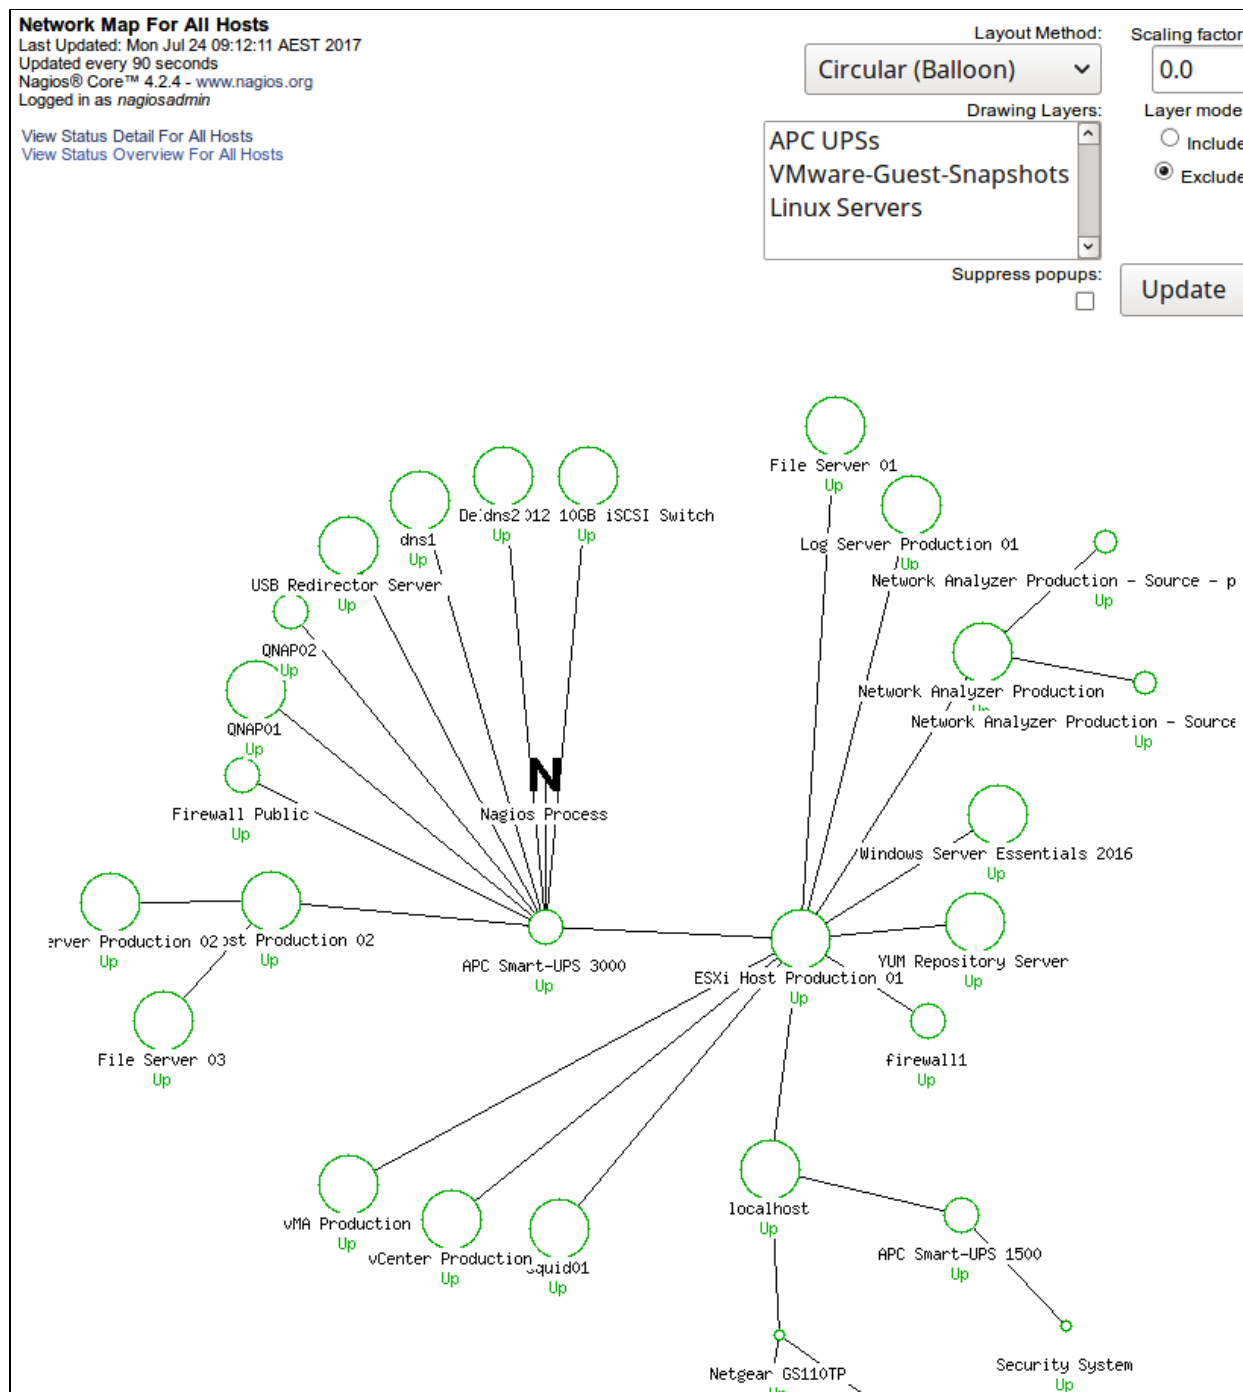 Network Map For All Hosts
Last Updated: Mon Jul 24 09:12:11 AEST 2017
Updated every 90 seconds
Nagios® Core™ 4.2.4 - www.nagios.org
Logged in as nagiosadmin
View Status Detail For All Hosts
View Status Overview For All Hosts
Layout Method:
Scaling factor
Circular (Balloon)
0.0
Drawing Layers:
Layer mode
APC UPSs
VMware-Guest-Snapshots
Linux Servers
Include
Exclude
Suppress popups:
Update
File Server 01
Up
dns2 012 10GB iSCSI Switch
Up
Up
dns1
Up
Log Server Production 01
Up
USB Redirector Server
Up
Network Analyzer Production - Source - p
Up
QNAP02
Up
Network Analyzer Production
Up
QNAP01
Up
Network Analyzer Production - Source
Up
N
Firewall Public
Up
Nagios Process
Windows Server Essentials 2016
Up
Production 02
Up
Production 02
Up
APC Smart-UPS 3000
Up
YUM Repository Server
Up
ESXi Host Production 01
Up
File Server 03
Up
firewall1
Up
localhost
Up
vMA Production
Up
vCenter Production
Up
squid01
Up
APC Smart-UPS 1500
Up
Netgear GS110TP
Up
Security System
Up